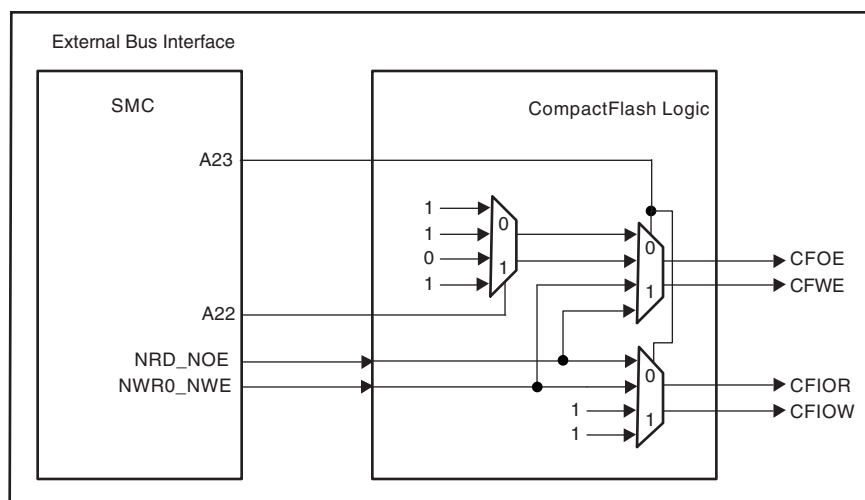 External Bus Interface
SMC
CompactFlash Logic
A23
1
1
0
1
0
1
0
1
CFOE
CFWE
A22
NRD_NOE
NWR0_NWE
1
1
0
1
CFIOR
CFIOW